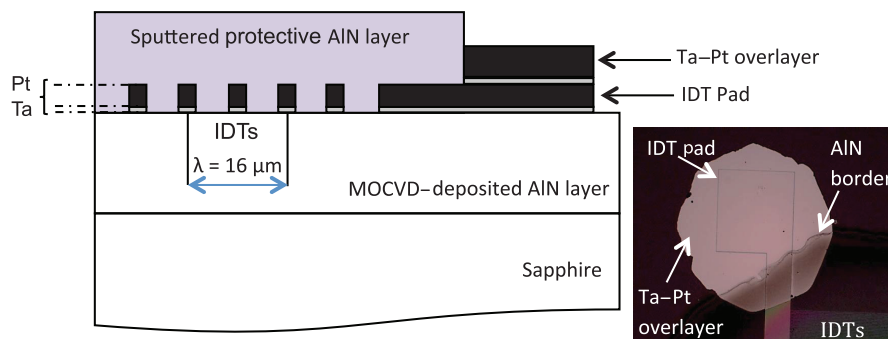 Sputtered protective AlN layer
Ta–Pt overlayer
Pt
Ta
IDT Pad
IDTs
λ = 16 µm
MOCVD–deposited AlN layer
Sapphire
IDT pad
AlN
border
Ta–Pt
overlayer
IDTs